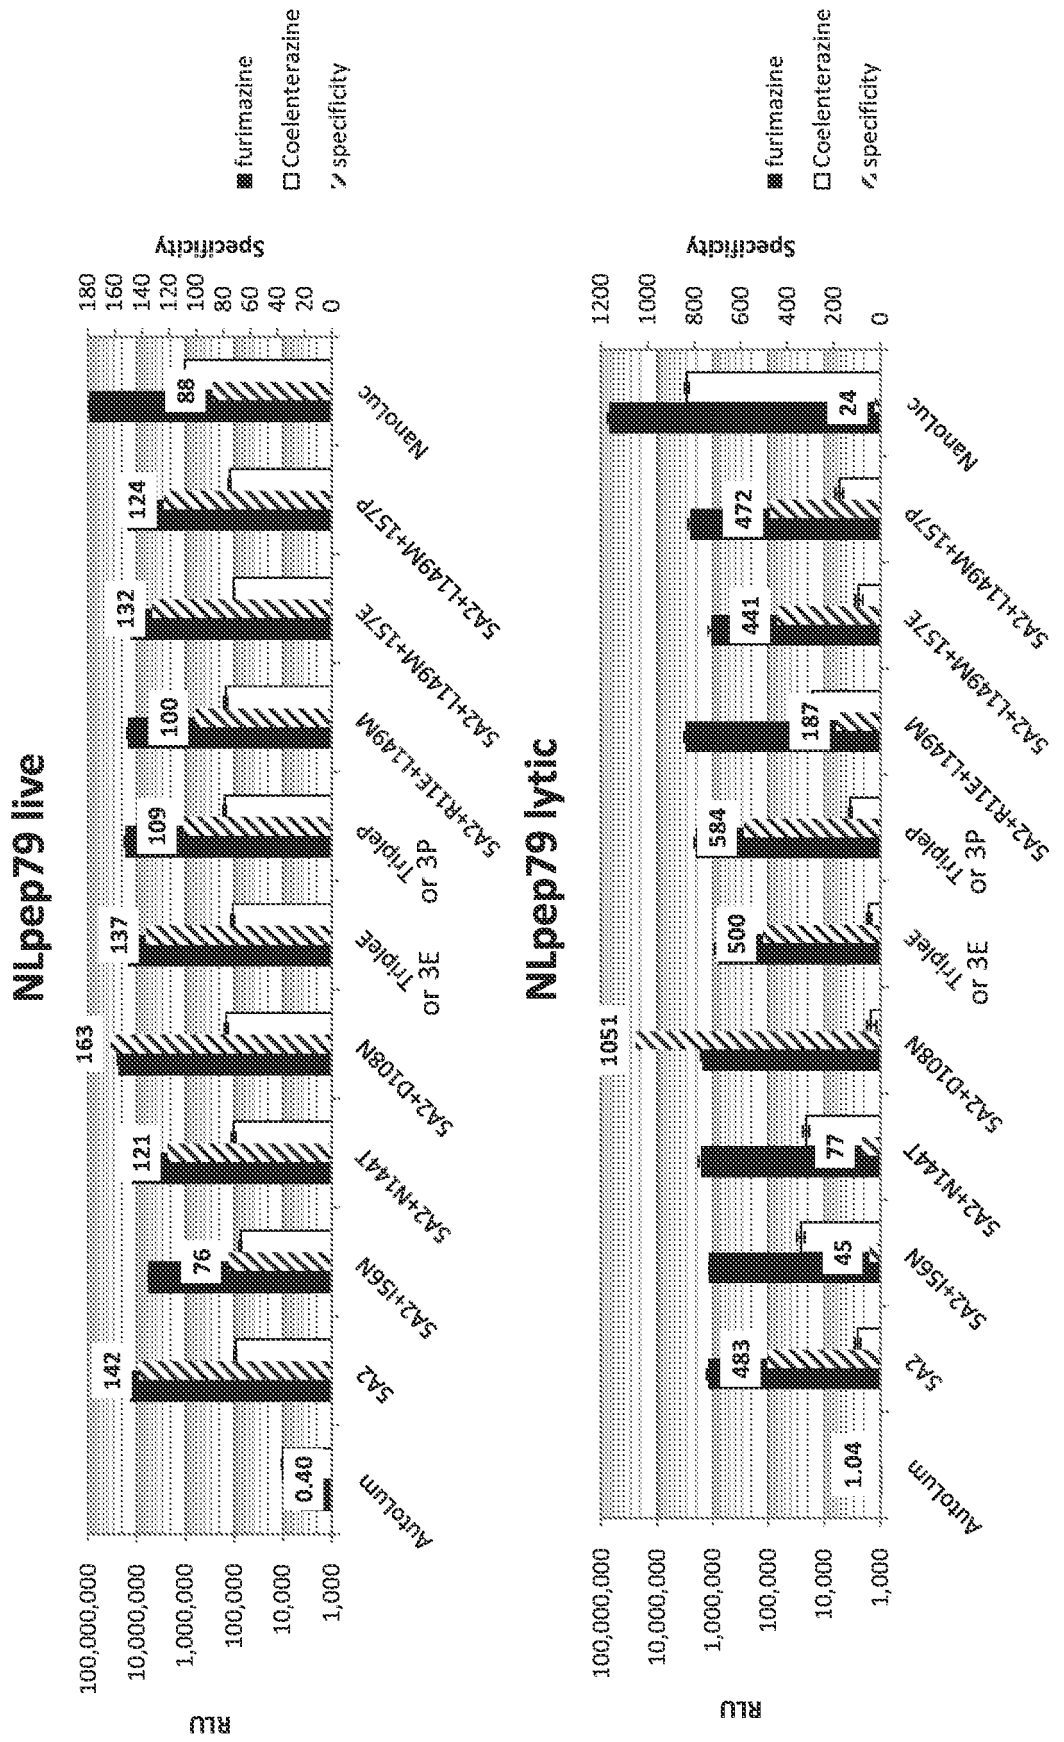 NLpep79 live
RLU
100,000,000
10,000,000
1,000,000
100,000
10,000
1,000
0.40
142
76
121
163
137
109
100
132
124
88
180
160
140
120
100
80
60
40
20
0
Specificity
AutoLum
5A2
5A2+I56N
5A2+N144T
5A2+D108N
TripleE
or 3E
TripleP
or 3P
5A2+R11E+L149M
5A2+L149M+157E
5A2+L149M+157P
NanoLuc
furimazine
Coelenterazine
specificity
NLpep79 lytic
RLU
100,000,000
10,000,000
1,000,000
100,000
10,000
1,000
1.04
483
45
77
1051
500
584
187
441
472
24
1200
1000
800
600
400
200
0
Specificity
AutoLum
5A2
5A2+I56N
5A2+N144T
5A2+D108N
TripleE
or 3E
TripleP
or 3P
5A2+R11E+L149M
5A2+L149M+157E
5A2+L149M+157P
NanoLuc
furimazine
Coelenterazine
specificity